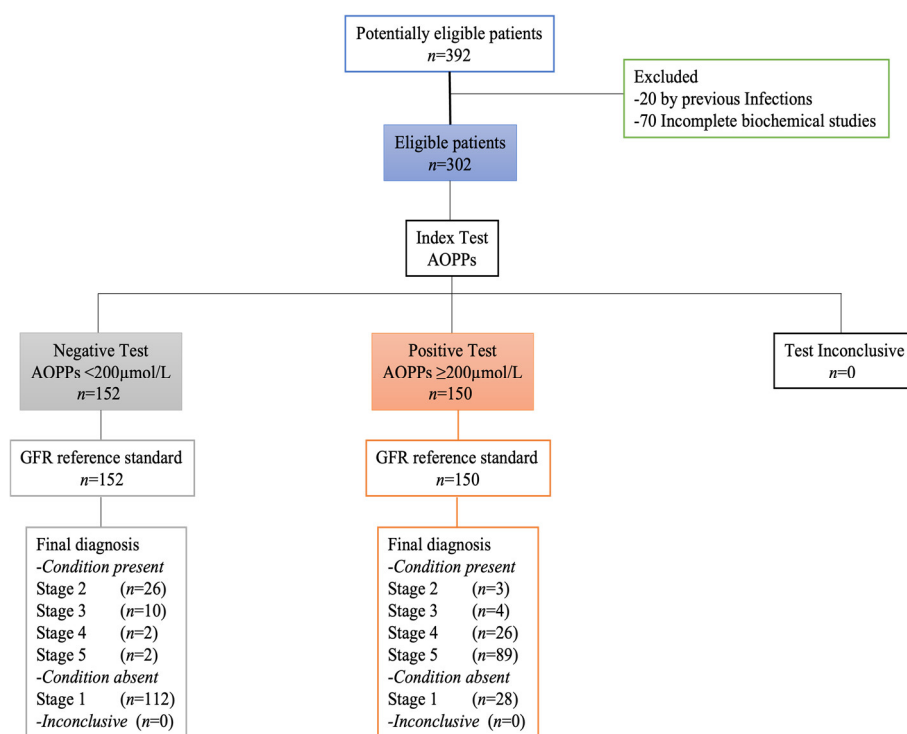 Potentially eligible patients
n=392
Excluded
-20 by previous Infections
-70 Incomplete biochemical studies
Eligible patients
n=302
Index Test
AOPPs
Negative Test
AOPPs <200µmol/L
n=152
Positive Test
AOPPs ≥200µmol/L
n=150
Test Inconclusive
n=0
GFR reference standard
n=152
GFR reference standard
n=150
Final diagnosis
-Condition present
Stage 2 (n=26)
Stage 3 (n=10)
Stage 4 (n=2)
Stage 5 (n=2)
-Condition absent
Stage 1 (n=112)
-Inconclusive (n=0)
Final diagnosis
-Condition present
Stage 2 (n=3)
Stage 3 (n=4)
Stage 4 (n=26)
Stage 5 (n=89)
-Condition absent
Stage 1 (n=28)
-Inconclusive (n=0)